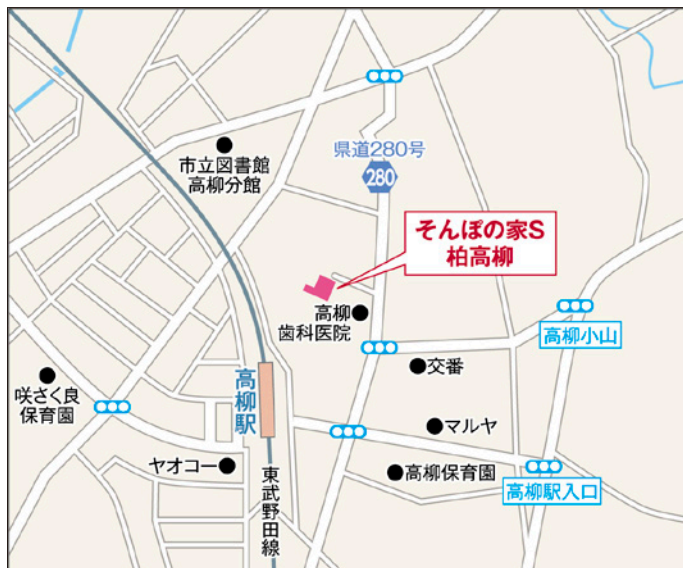 市立図書館
高柳分館
県道280号
280
そんぽの家S
柏高柳
高柳
歯科医院
高柳小山
交番
咲さく良
保育園
高柳駅
マルヤ
ヤオコー
高柳保育園
東武野田線
高柳駅入口